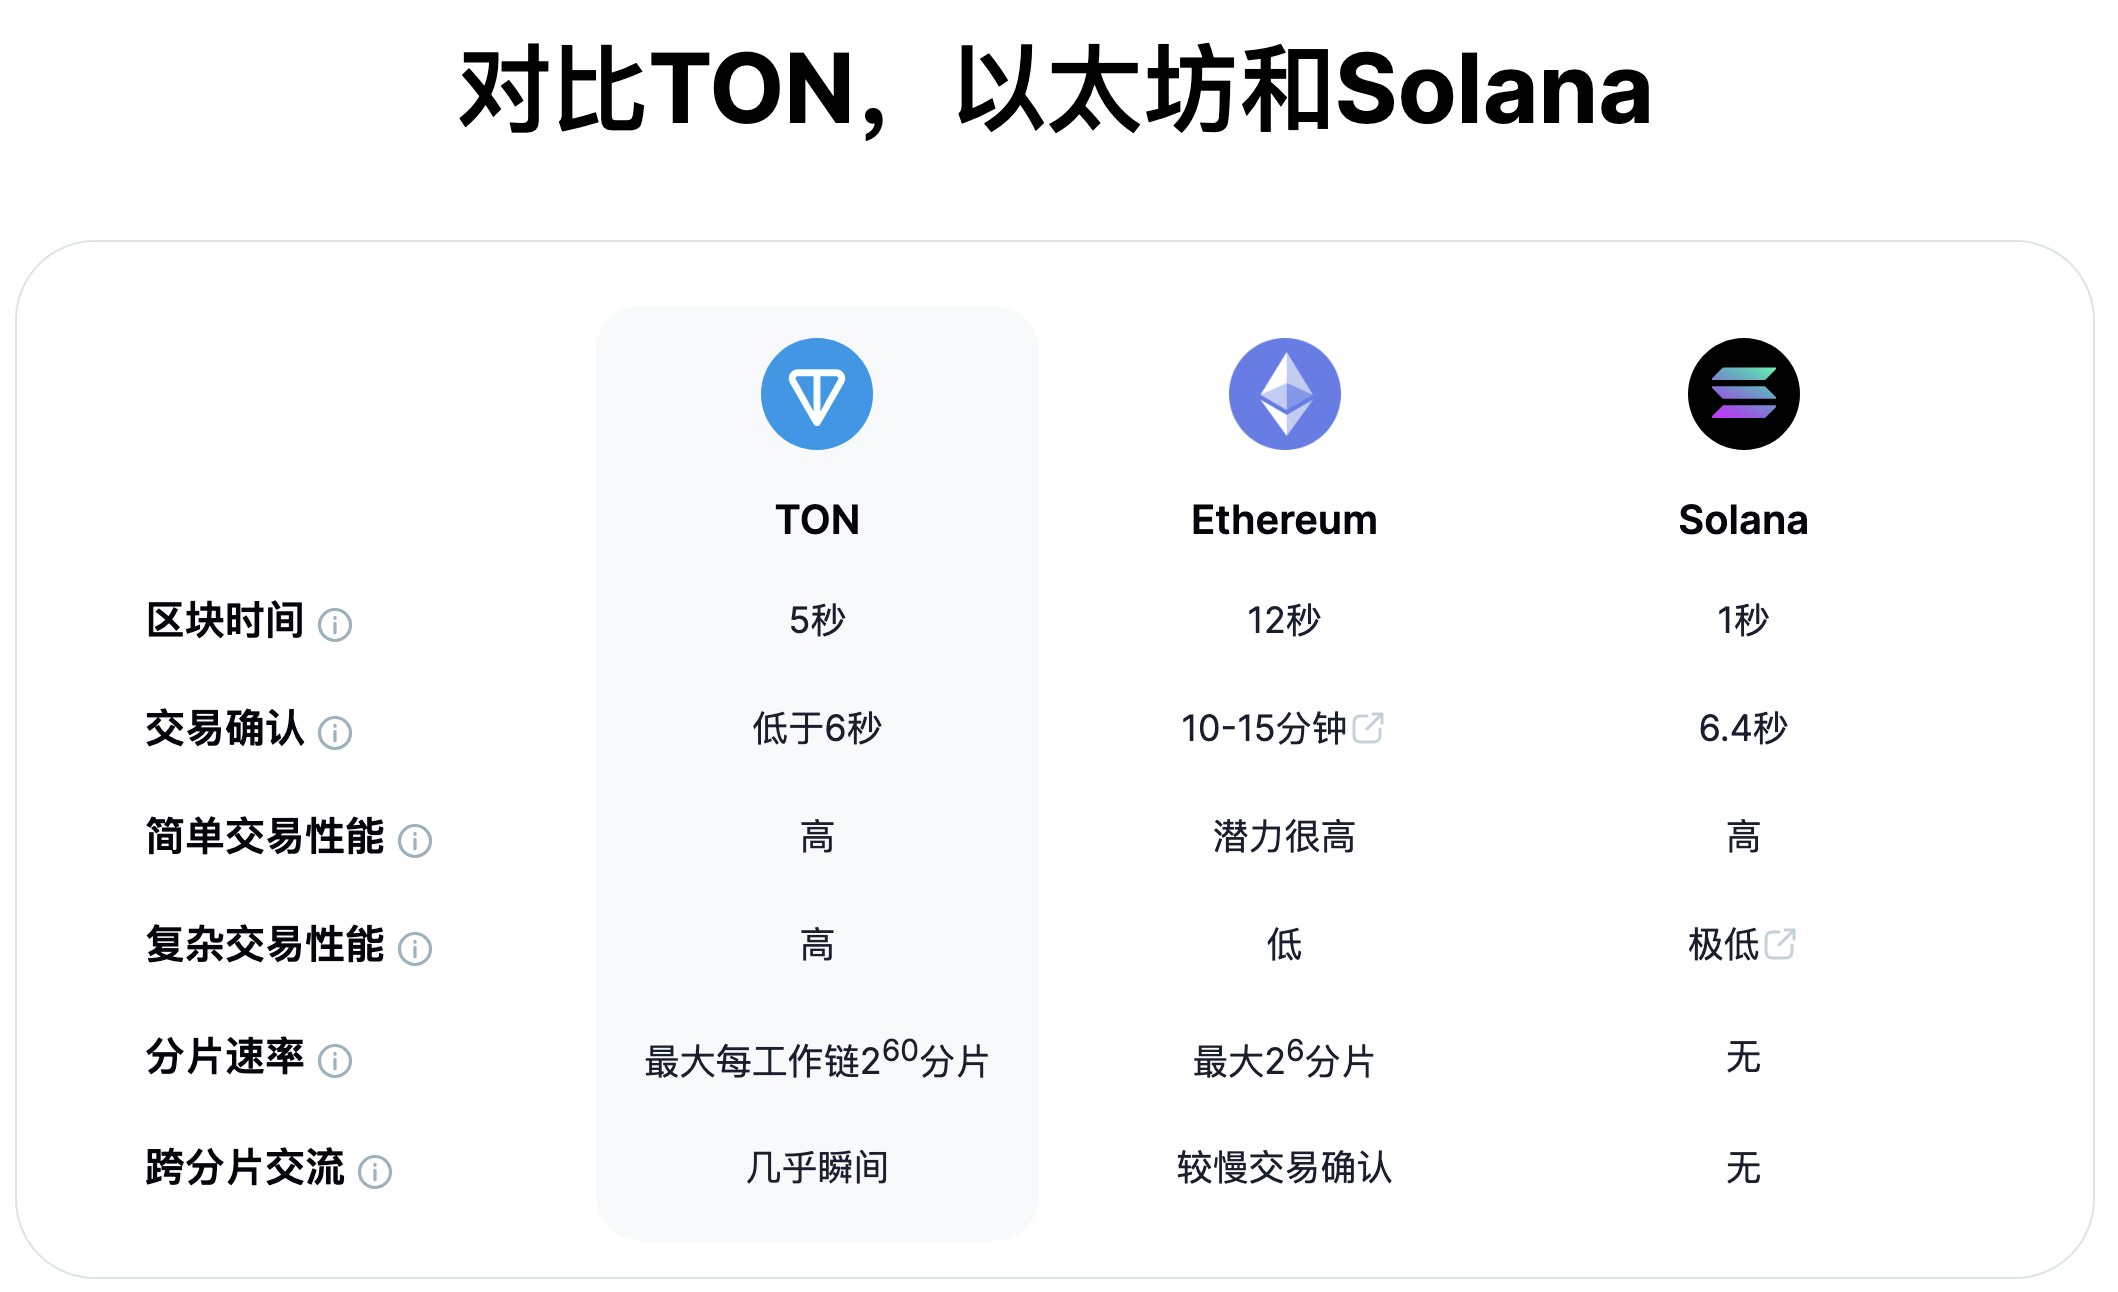 对比TON，以太坊和Solana
TON Ethereum Solana
区块时间 5秒 12秒 1秒
交易确认 低于6秒 10-15分钟 6.4秒
简单交易性能 高 潜力很高 高
复杂交易性能 高 低 极低
分片速率 最大每工作链2⁶⁰分片 最大2⁶分片 无
跨分片交流 几乎瞬间 较慢交易确认 无